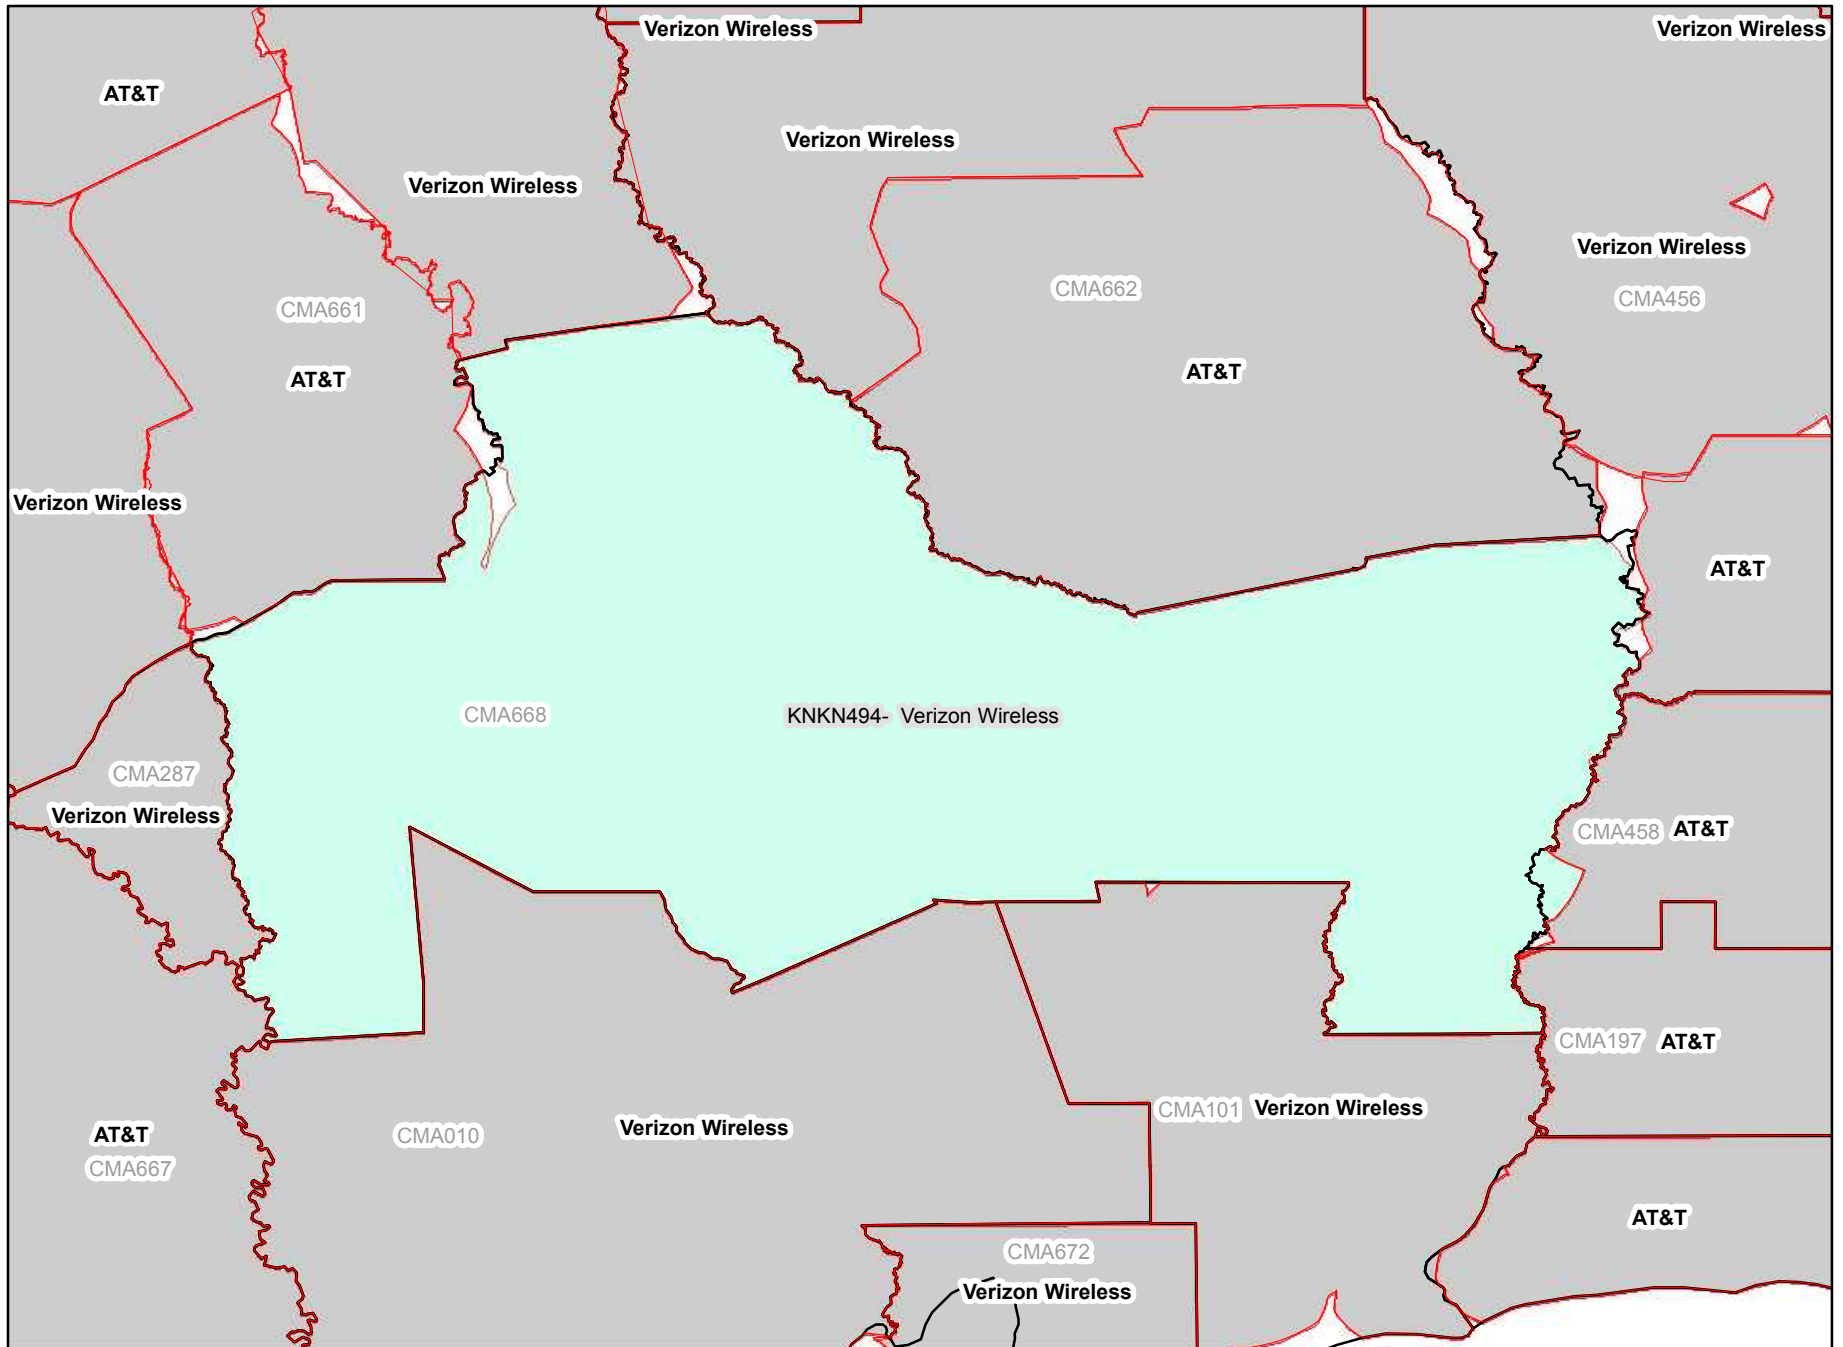 Verizon Wireless
Verizon Wireless
AT&T
Verizon Wireless
Verizon Wireless
Verizon Wireless
CMA662
CMA456
CMA661
AT&T
AT&T
Verizon Wireless
AT&T
CMA668
KNKN494- Verizon Wireless
CMA287
Verizon Wireless
CMA458 AT&T
CMA197 AT&T
CMA101 Verizon Wireless
Verizon Wireless
AT&T
CMA010
CMA667
AT&T
CMA672
Verizon Wireless